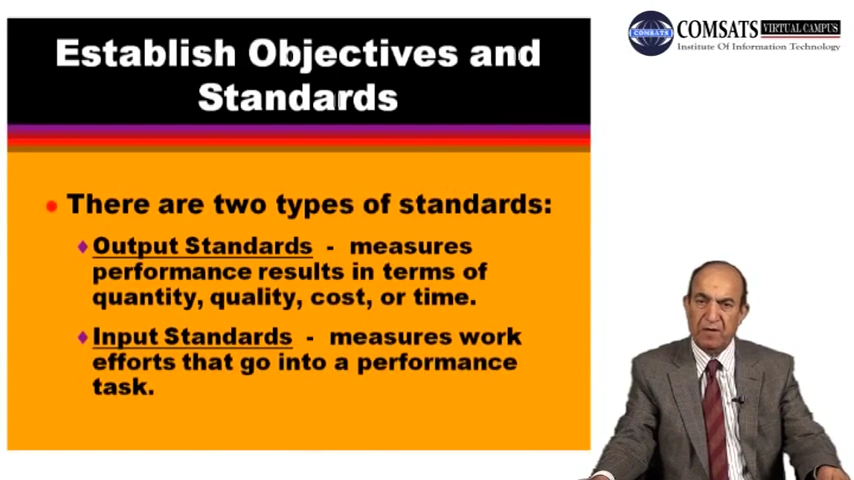 Establish Objectives and
Standards
There are two types of standards:
Output Standards - measures
performance results in terms of
quantity, quality, cost, or time.
Input Standards - measures work
efforts that go into a performance
task.
COMSATS
COMSATS VIRTUAL CAMPUS
Institute Of Information Technology